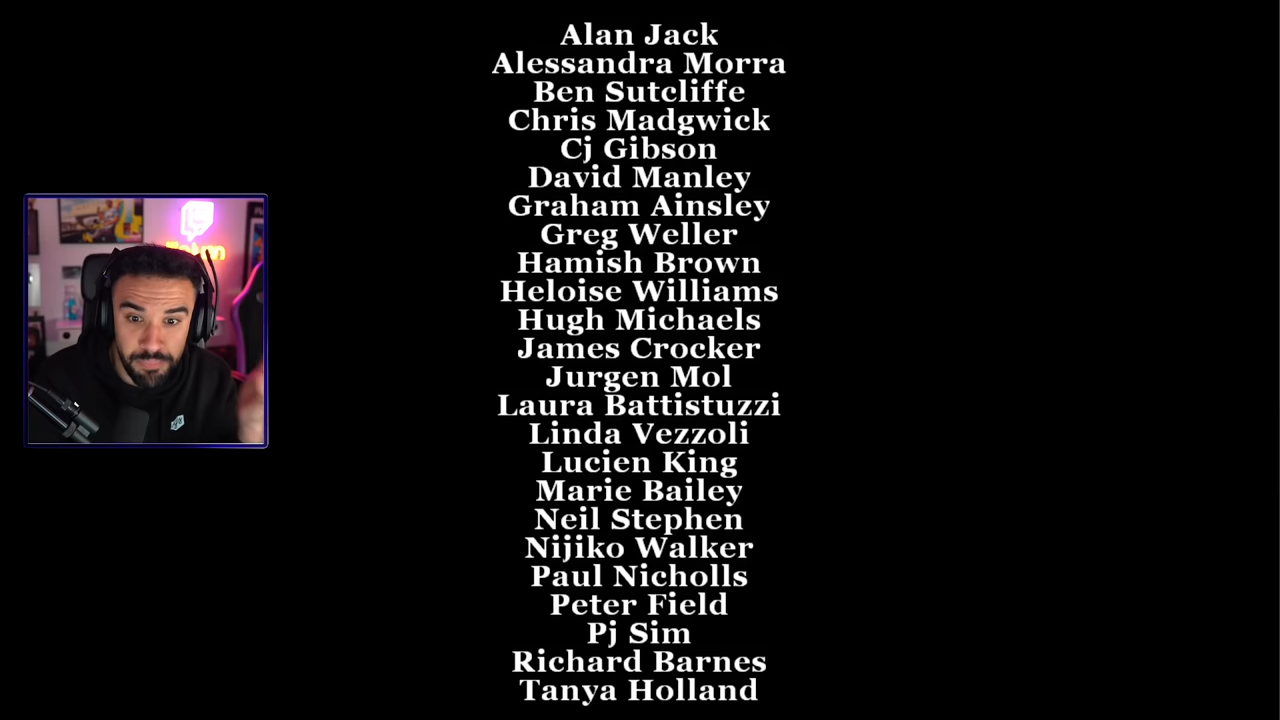 Alan Jack
Alessandra Morra
Ben Sutcliffe
Chris Madgwick
Cj Gibson
David Manley
Graham Ainsley
Greg Weller
Hamish Brown
Heloise Williams
Hugh Michaels
James Crocker
Jurgen Mol
Laura Battistuzzi
Linda Vezzoli
Lucien King
Marie Bailey
Neil Stephen
Nijiko Walker
Paul Nicholls
Peter Field
Pj Sim
Richard Barnes
Tanya Holland